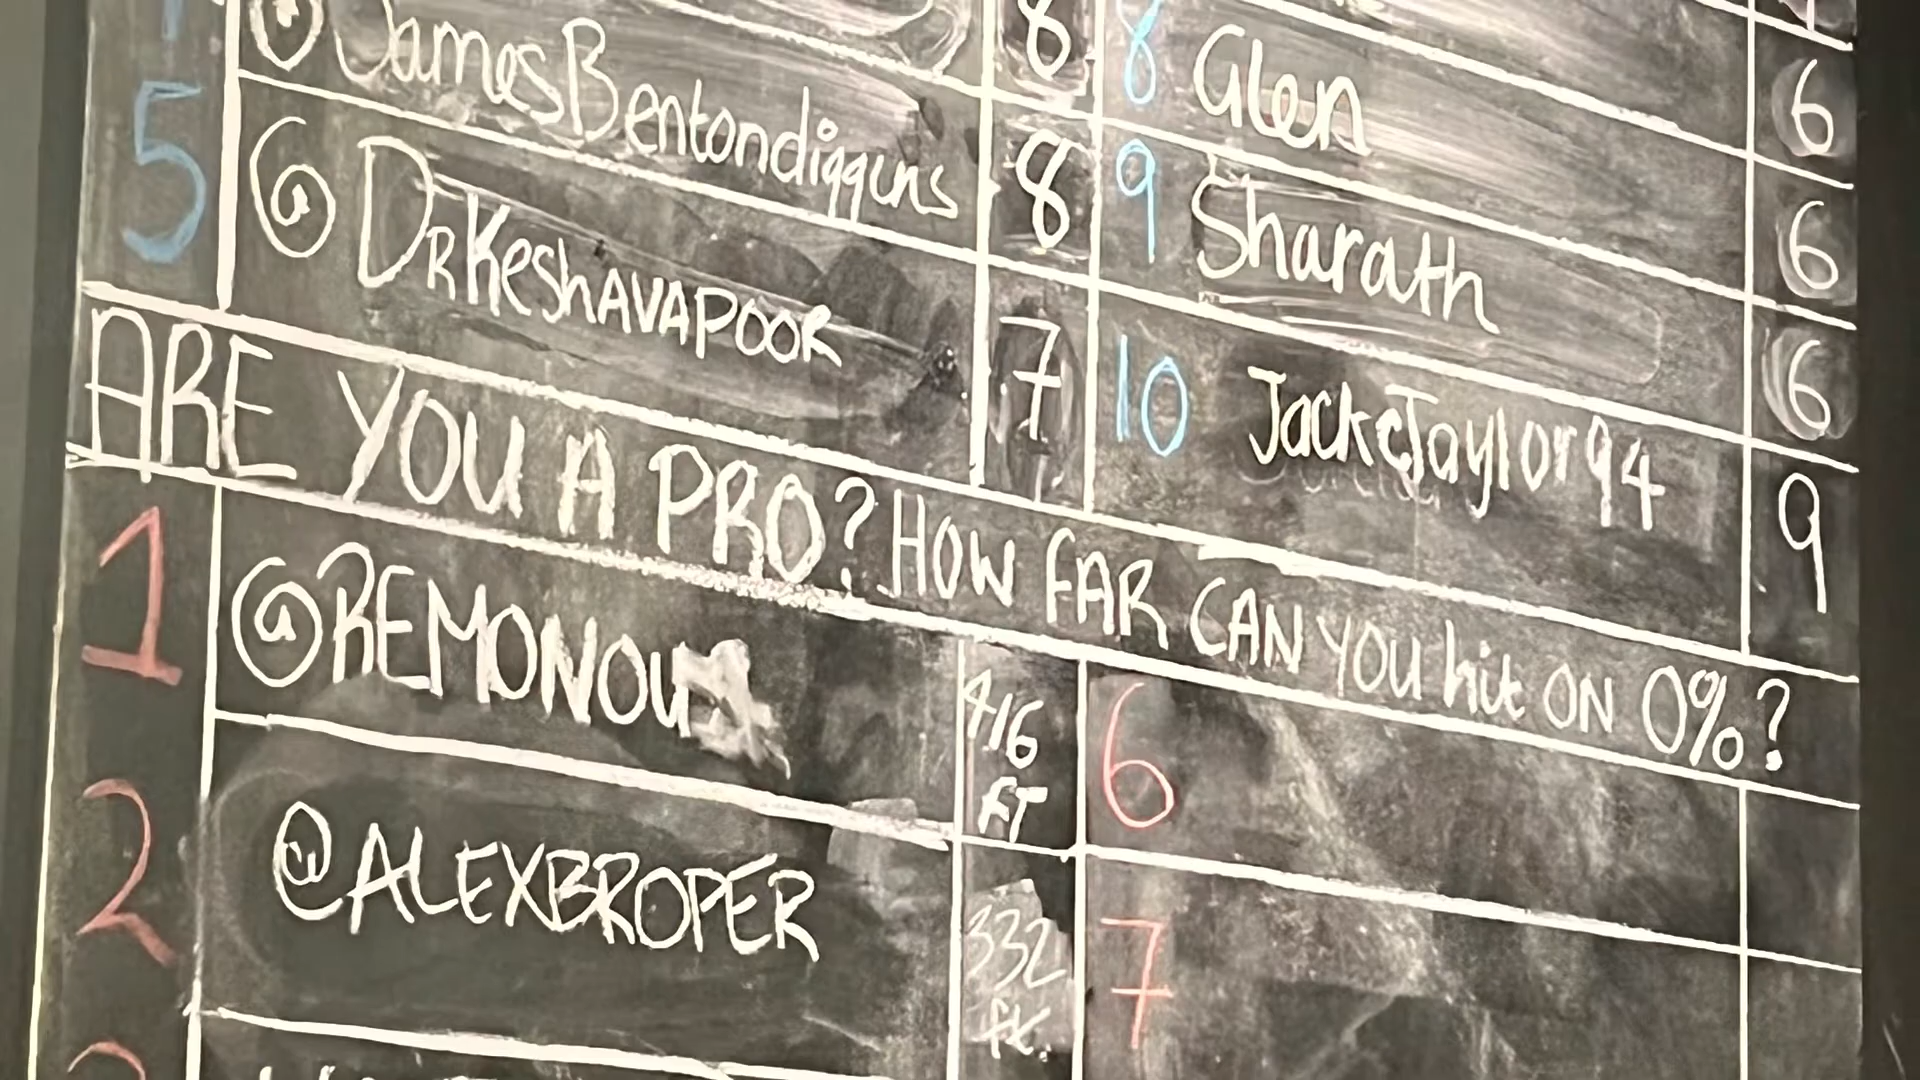 @JamesBentondiggins 8
8 Glen 6
5 @DRKeshAVAPOOR 8
9 Sharath 6
7
10 JackeJaylor94 6
9
ARE YOU A PRO? HOW FAR CAN YOU hit ON 0%?
1 @REMONOU 416 FT
6
2 @ALEXBROPER 332 ft.
7